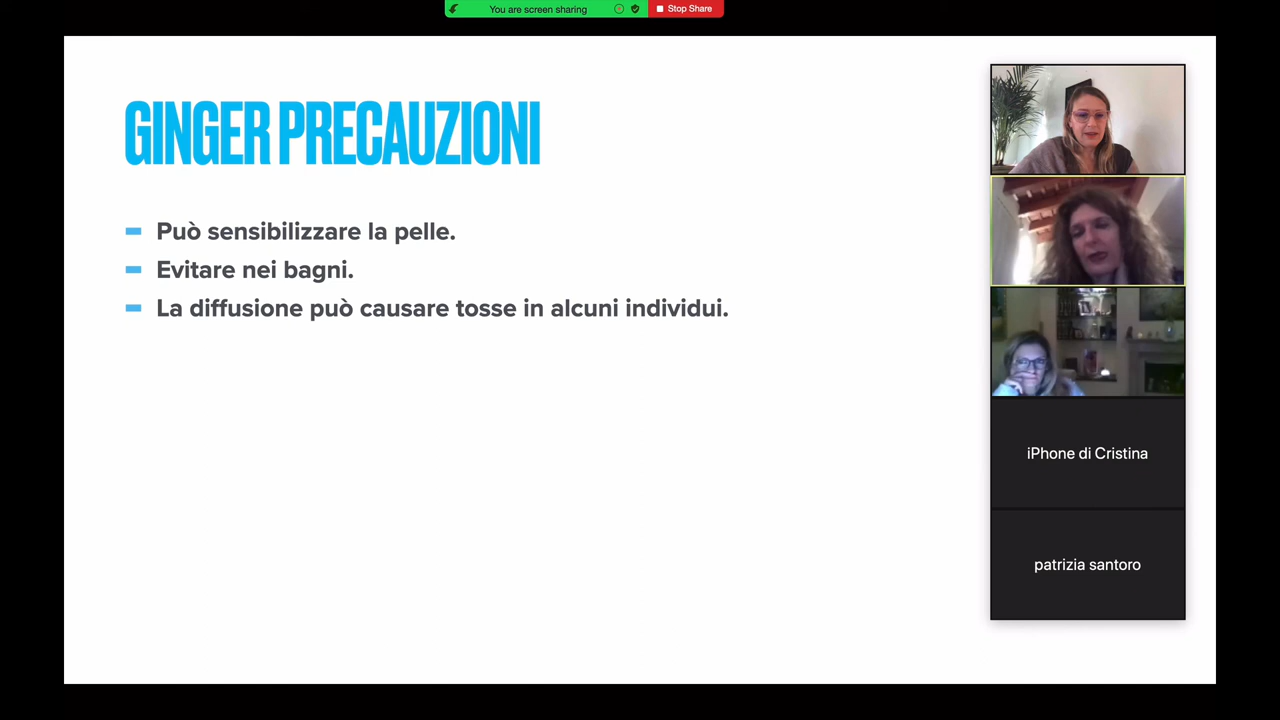 You are screen sharing
Stop Share
GINGER PRECAUZIONI
Può sensibilizzare la pelle.
Evitare nei bagni.
La diffusione può causare tosse in alcuni individui.
iPhone di Cristina
patrizia santoro